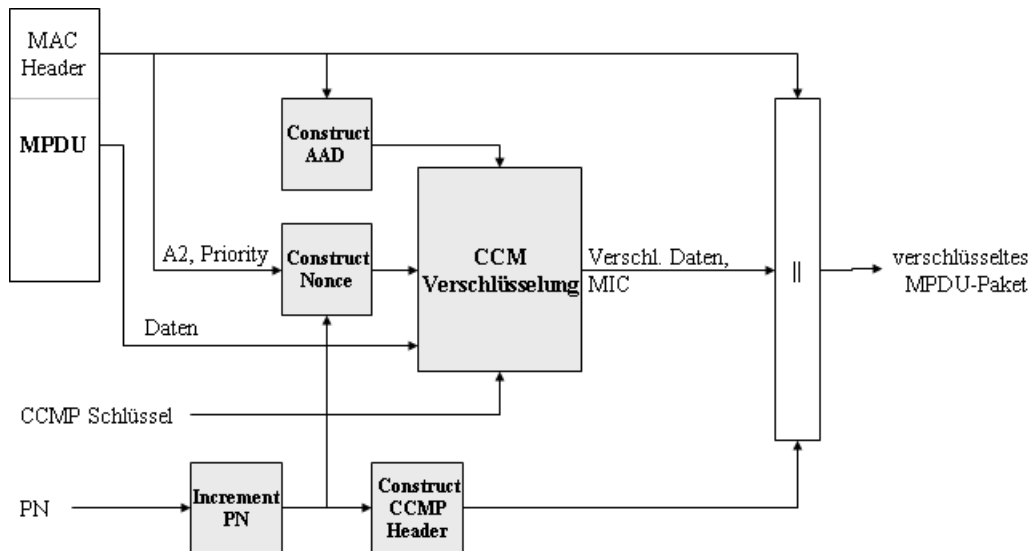 MAC
Header
MPDU
Construct
AAD
A2, Priority
Construct
Nonce
CCM
Verschlüsselung
Verschl. Daten,
MIC
||
verschlüsseltes
MPDU-Paket
Daten
CCMP Schlüssel
PN
Increment
PN
Construct
CCMP
Header